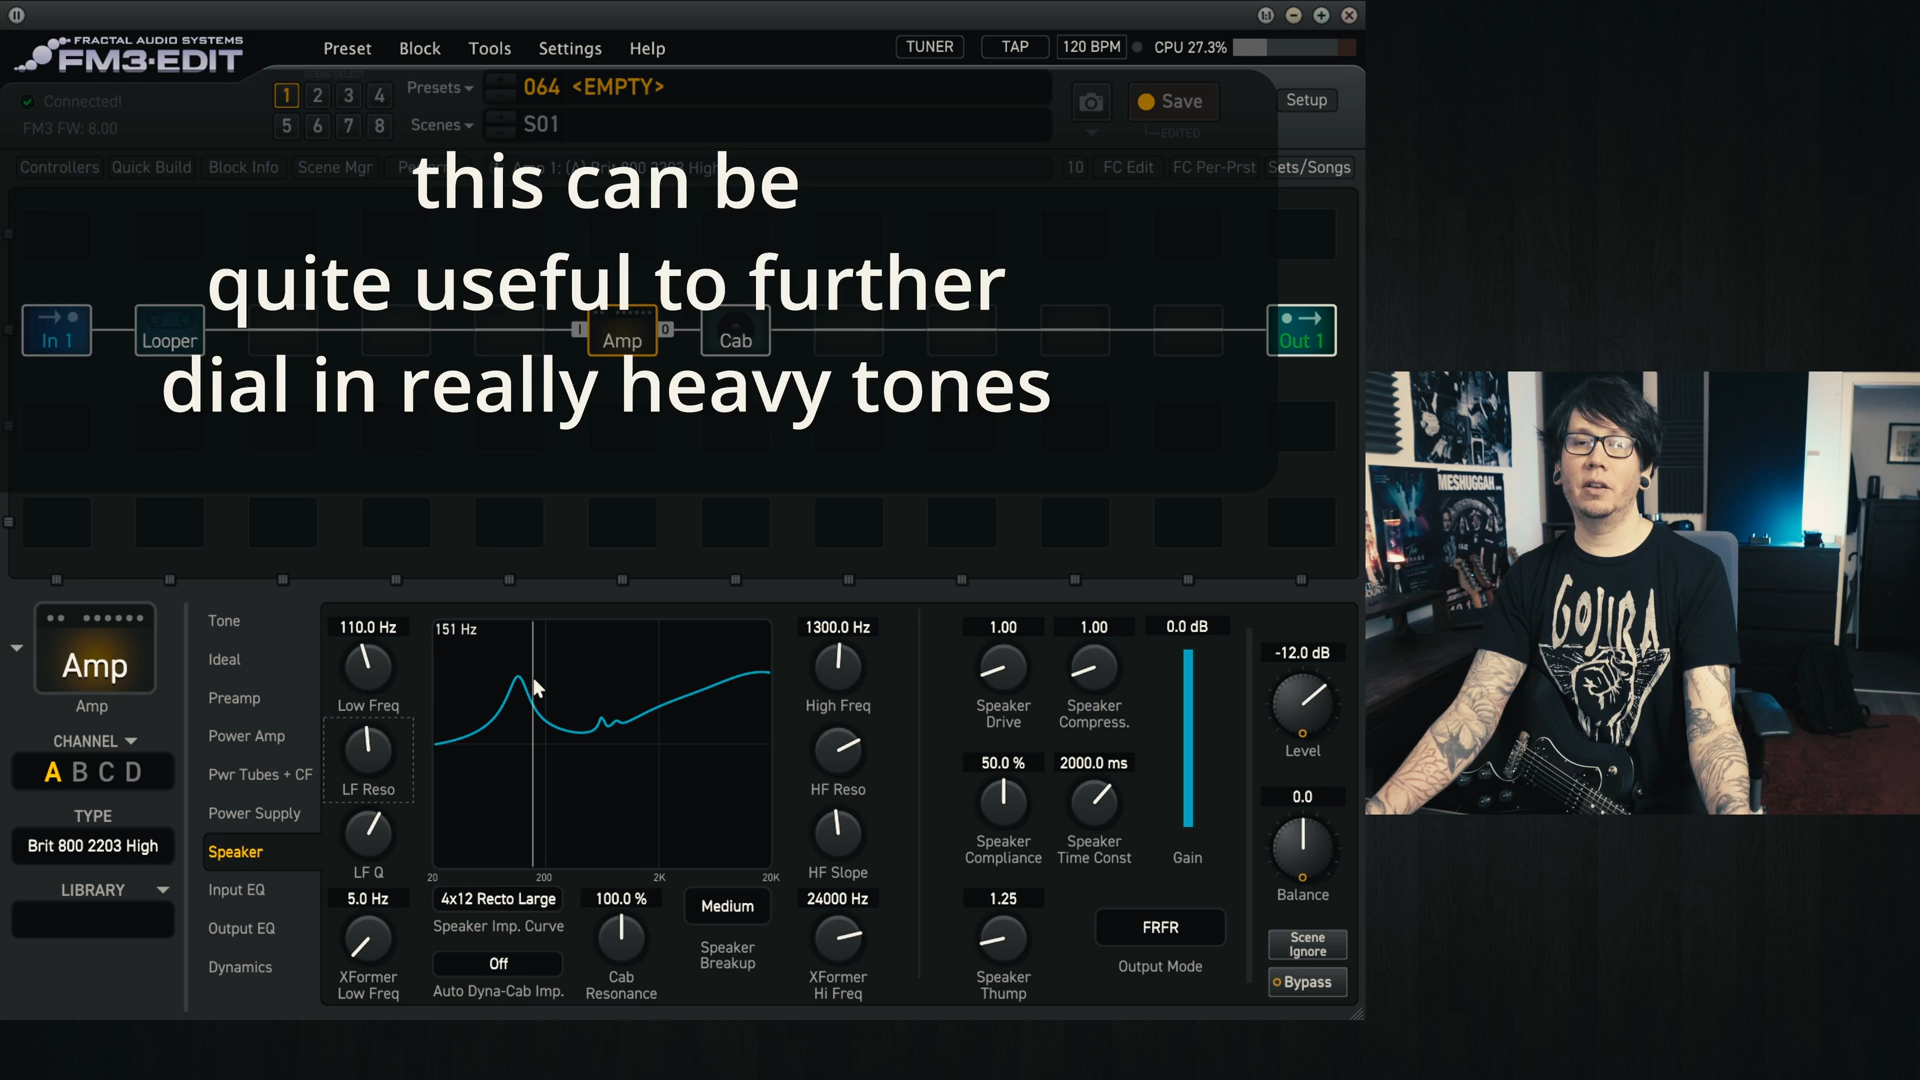 FRACTAL AUDIO SYSTEMS
FM3-EDIT
Preset
Block
Tools
Settings
Help
TUNER
TAP
120 BPM
CPU 27.3%
Connected!
FM3 FW: 8.00
SCENE SELECT
1 2 3 4
5 6 7 8
Presets
064 <EMPTY>
Scenes
S01
Save
EDITED
Setup
Controllers
Quick Build
Block Info
Scene Mgr
Amp 1: (A) Brit 800 2203 High
10
FC Edit
FC Per-Prst
Sets/Songs
this can be
quite useful to further
dial in really heavy tones
In 1
Looper
I
Amp
O
Cab
Out 1
Amp
Amp
CHANNEL
A B C D
TYPE
Brit 800 2203 High
LIBRARY
Tone
Ideal
Preamp
Power Amp
Pwr Tubes + CF
Power Supply
Speaker
Input EQ
Output EQ
Dynamics
110.0 Hz
Low Freq
LF Reso
LF Q
5.0 Hz
XFormer
Low Freq
151 Hz
20
200
2K
20K
4x12 Recto Large
Speaker Imp. Curve
Off
Auto Dyna-Cab Imp.
100.0 %
Cab
Resonance
Medium
Speaker
Breakup
1300.0 Hz
High Freq
HF Reso
HF Slope
24000 Hz
XFormer
Hi Freq
1.00
Speaker
Drive
1.00
Speaker
Compress.
50.0 %
Speaker
Compliance
2000.0 ms
Speaker
Time Const
1.25
Speaker
Thump
0.0 dB
Gain
FRFR
Output Mode
-12.0 dB
Level
0.0
Balance
Scene
Ignore
Bypass
MESHUGGAH
GOJIRA